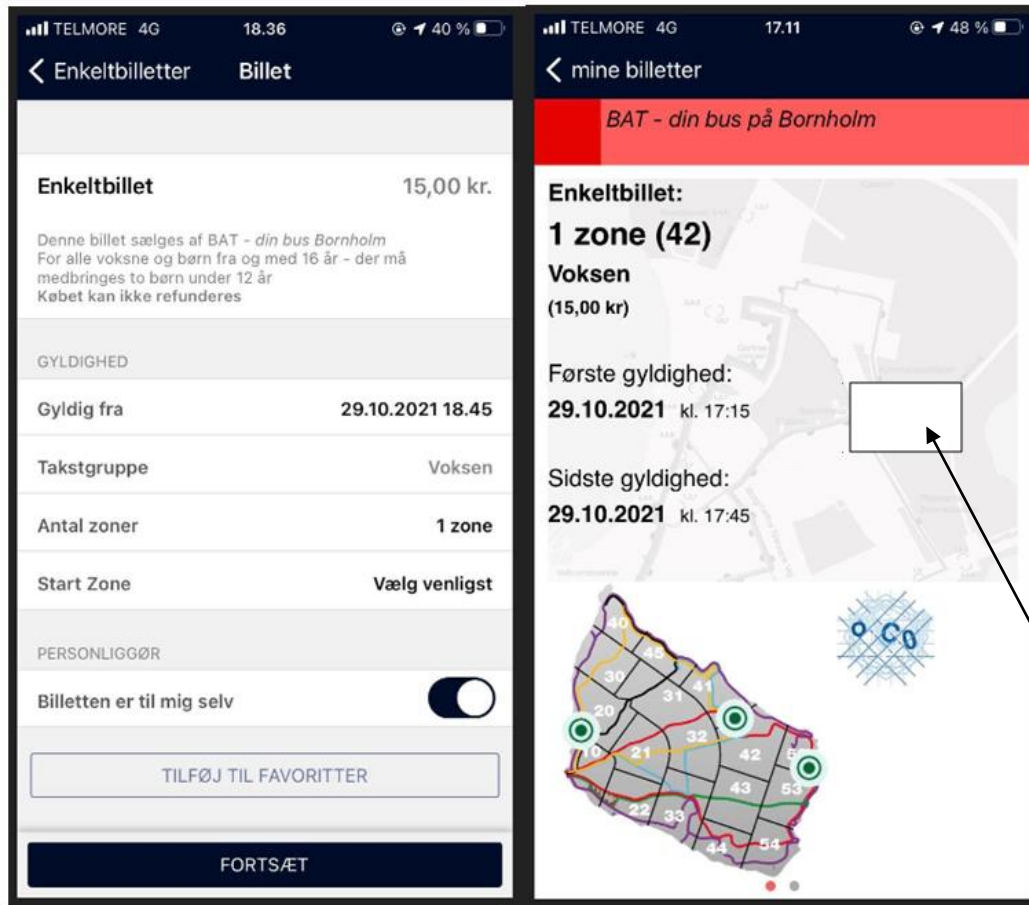 TELMORE 4G 18.36 40 %
Enkeltbilletter Billet
Enkeltbillet 15,00 kr.
Denne billet sælges af BAT - din bus Bornholm
For alle voksne og børn fra og med 16 år - der må
medbringes to børn under 12 år
Købet kan ikke refunderes
GYLDIGHED
Gyldig fra 29.10.2021 18.45
Takstgruppe Voksen
Antal zoner 1 zone
Start Zone Vælg venligst
PERSONLIGGØR
Billetten er til mig selv
TILFØJ TIL FAVORITTER
FORTSÆT
TELMORE 4G 17.11 48 %
mine billetter
BAT - din bus på Bornholm
Enkeltbillet:
1 zone (42)
Voksen
(15,00 kr)
Første gyldighed:
29.10.2021 kl. 17:15
Sidste gyldighed:
29.10.2021 kl. 17:45
40
45
30
31 41
20
32
10 21 42
43 53
22 33
44 54